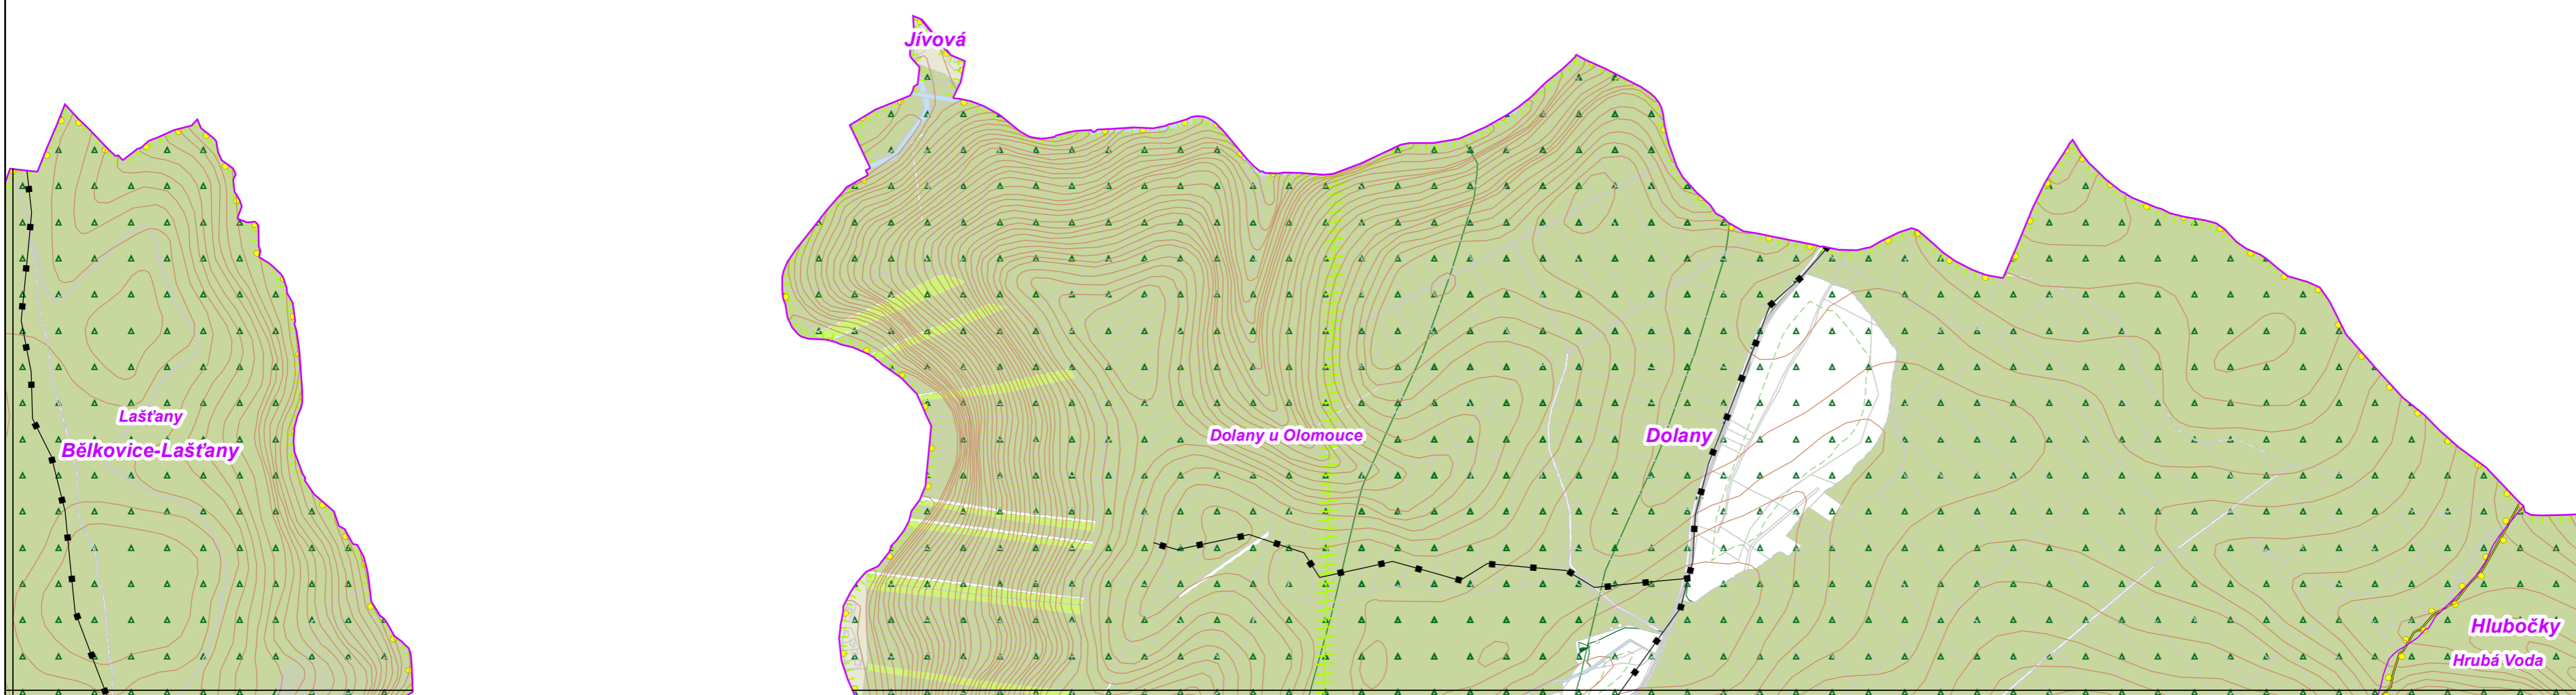 Jívová
Lašťany
Bělkovice-Lašťany
Dolany u Olomouce
Dolany
Hlubočky
Hrubá Voda